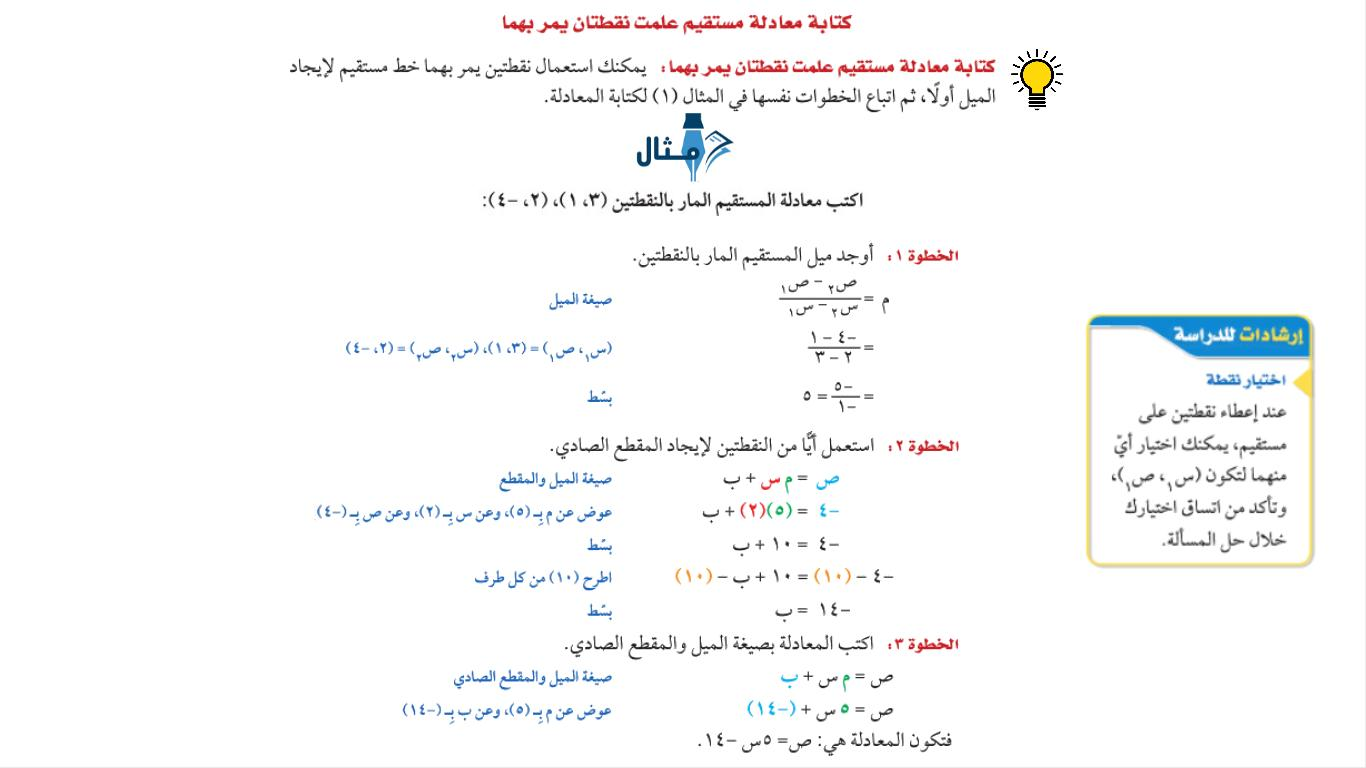 كتابة معادلة مستقيم علمت نقطتان يمر بهما
كتابة معادلة مستقيم علمت نقطتان يمر بهما: يمكنك استعمال نقطتين يمر بهما خط مستقيم لإيجاد
الميل أولًا، ثم اتباع الخطوات نفسها في المثال (١) لكتابة المعادلة.
مثال
اكتب معادلة المستقيم المار بالنقطتين (٣، ١)، (٢، -٤):
الخطوة ١: أوجد ميل المستقيم المار بالنقطتين.
م = (ص٢ - ص١) / (س٢ - س١) صيغة الميل
= (-٤ - ١) / (٢ - ٣) (س١، ص١) = (٣، ١)، (س٢، ص٢) = (٢، -٤)
= -٥ / -١ = ٥ بسّط
الخطوة ٢: استعمل أيًّا من النقطتين لإيجاد المقطع الصادي.
ص = م س + ب صيغة الميل والمقطع
-٤ = (٥)(٢) + ب عوض عن م بِـ (٥)، وعن س بِـ (٢)، وعن ص بِـ (-٤)
-٤ = ١٠ + ب بسّط
-٤ - (١٠) = ١٠ + ب - (١٠) اطرح (١٠) من كل طرف
-١٤ = ب بسّط
الخطوة ٣: اكتب المعادلة بصيغة الميل والمقطع الصادي.
ص = م س + ب صيغة الميل والمقطع الصادي
ص = ٥ س + (-١٤) عوض عن م بِـ (٥)، وعن ب بِـ (-١٤)
فتكون المعادلة هي: ص= ٥س -١٤.
إرشادات للدراسة
اختيار نقطة
عند إعطاء نقطتين على
مستقيم، يمكنك اختيار أيّ
منهما لتكون (س١، ص١)،
وتأكد من اتساق اختيارك
خلال حل المسألة.